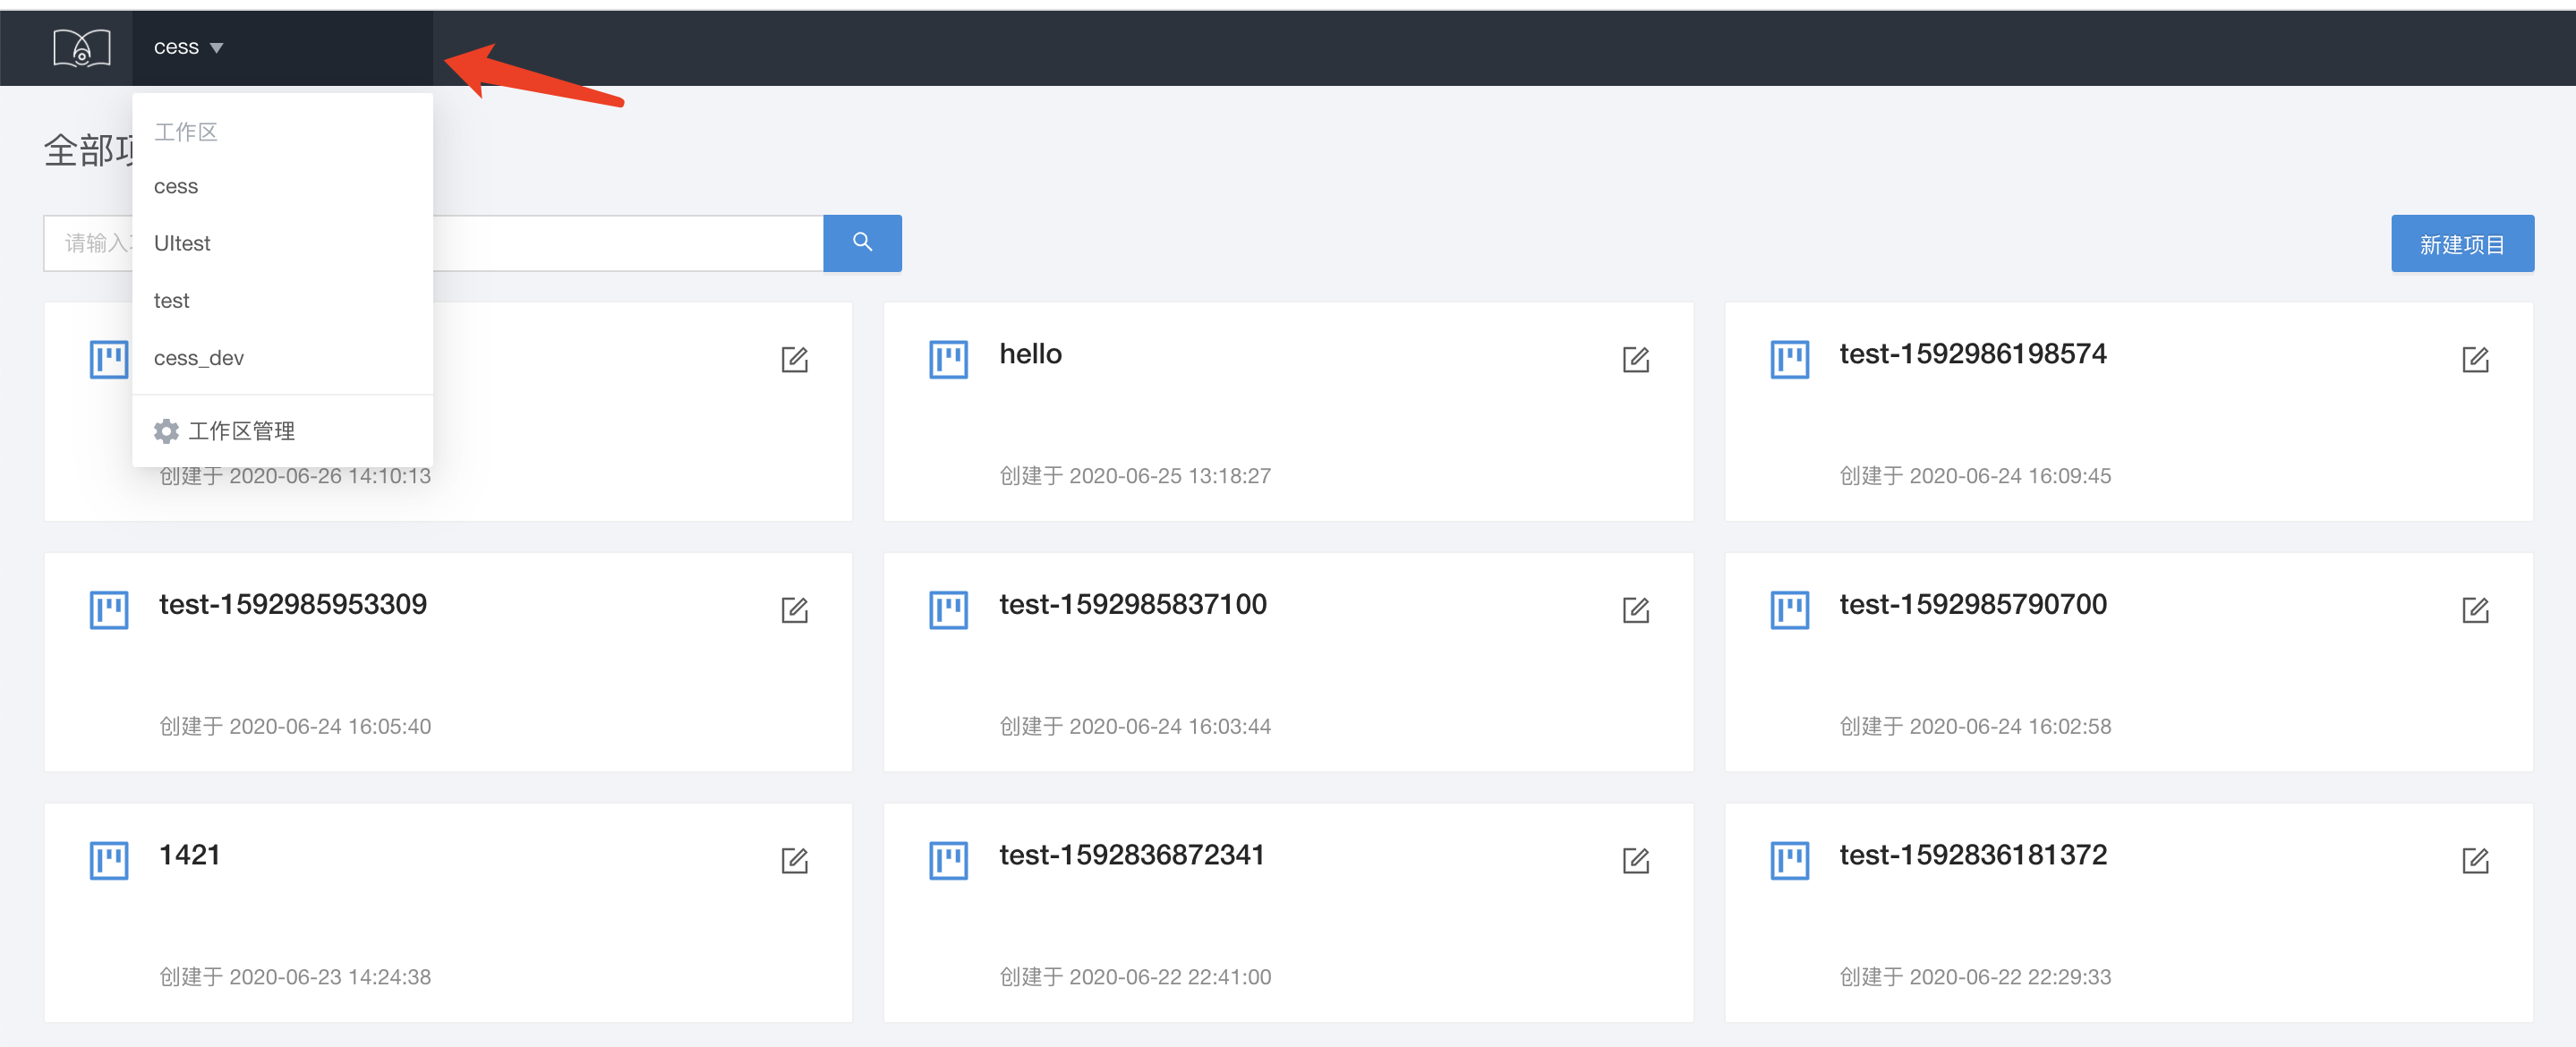 cess
工作区
cess
UItest
test
cess_dev
工作区管理
全部
请输入
新建项目
创建于 2020-06-26 14:10:13
hello
创建于 2020-06-25 13:18:27
test-1592986198574
创建于 2020-06-24 16:09:45
test-1592985953309
创建于 2020-06-24 16:05:40
test-1592985837100
创建于 2020-06-24 16:03:44
test-1592985790700
创建于 2020-06-24 16:02:58
1421
创建于 2020-06-23 14:24:38
test-1592836872341
创建于 2020-06-22 22:41:00
test-1592836181372
创建于 2020-06-22 22:29:33